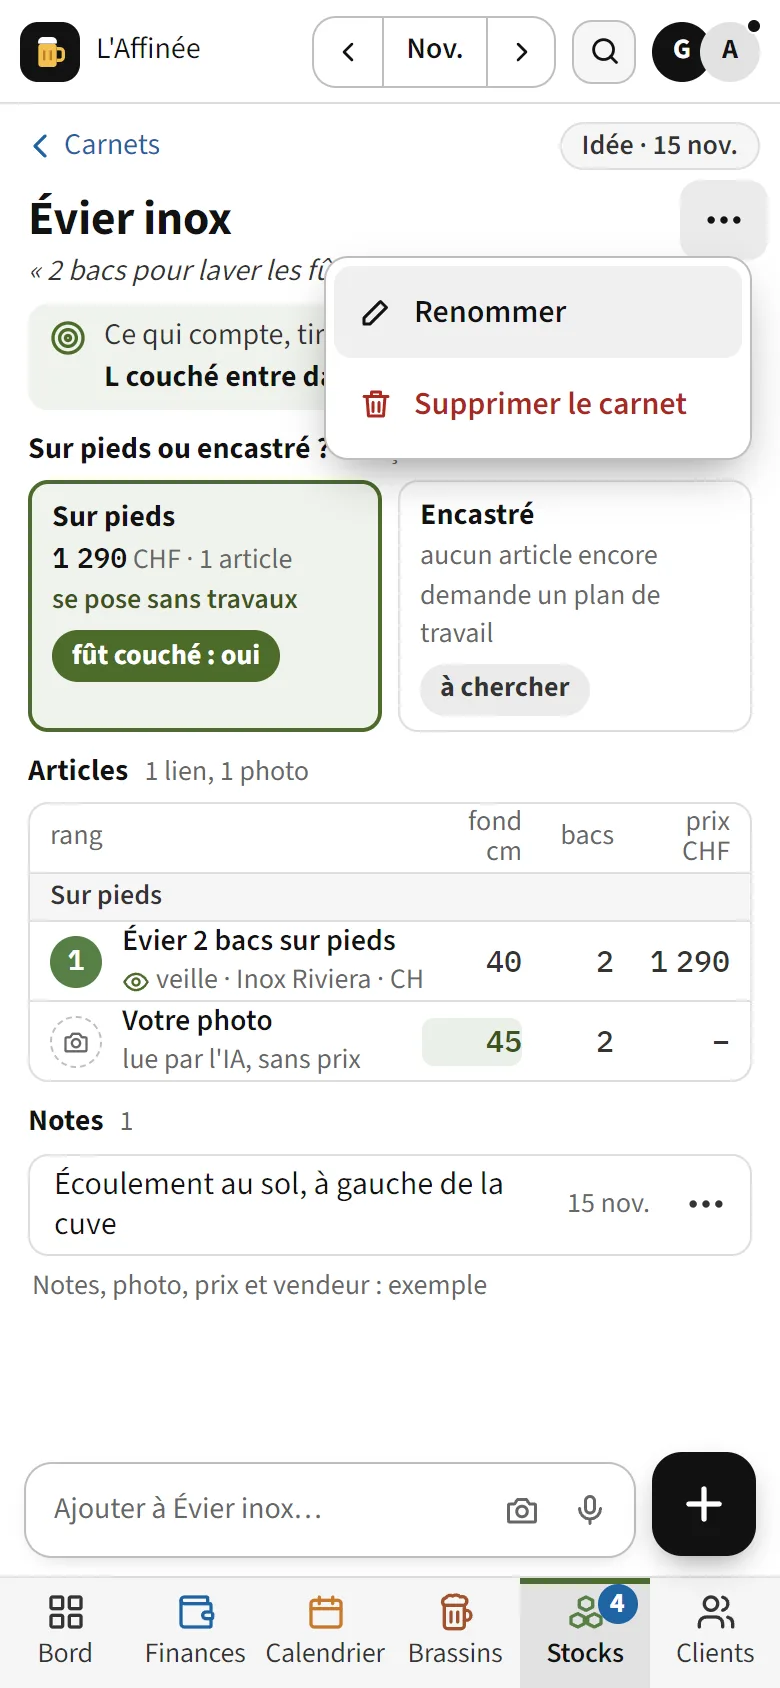 L'Affinée
Nov.
G
A
Carnets
Idée · 15 nov.
Évier inox
« 2 bacs pour laver les fû
Renommer
Supprimer le carnet
Ce qui compte, tir
L couché entre da
Sur pieds ou encastré ?
Sur pieds
1 290 CHF · 1 article
se pose sans travaux
fût couché : oui
Encastré
aucun article encore
demande un plan de
travail
à chercher
Articles 1 lien, 1 photo
rang
fond
cm
bacs
prix
CHF
Sur pieds
1
Évier 2 bacs sur pieds
veille · Inox Riviera · CH
40 2 1 290
Votre photo
lue par l'IA, sans prix
45 2 –
Notes 1
Écoulement au sol, à gauche de la
cuve
15 nov.
Notes, photo, prix et vendeur : exemple
Ajouter à Évier inox…
4
Bord Finances Calendrier Brassins Stocks Clients